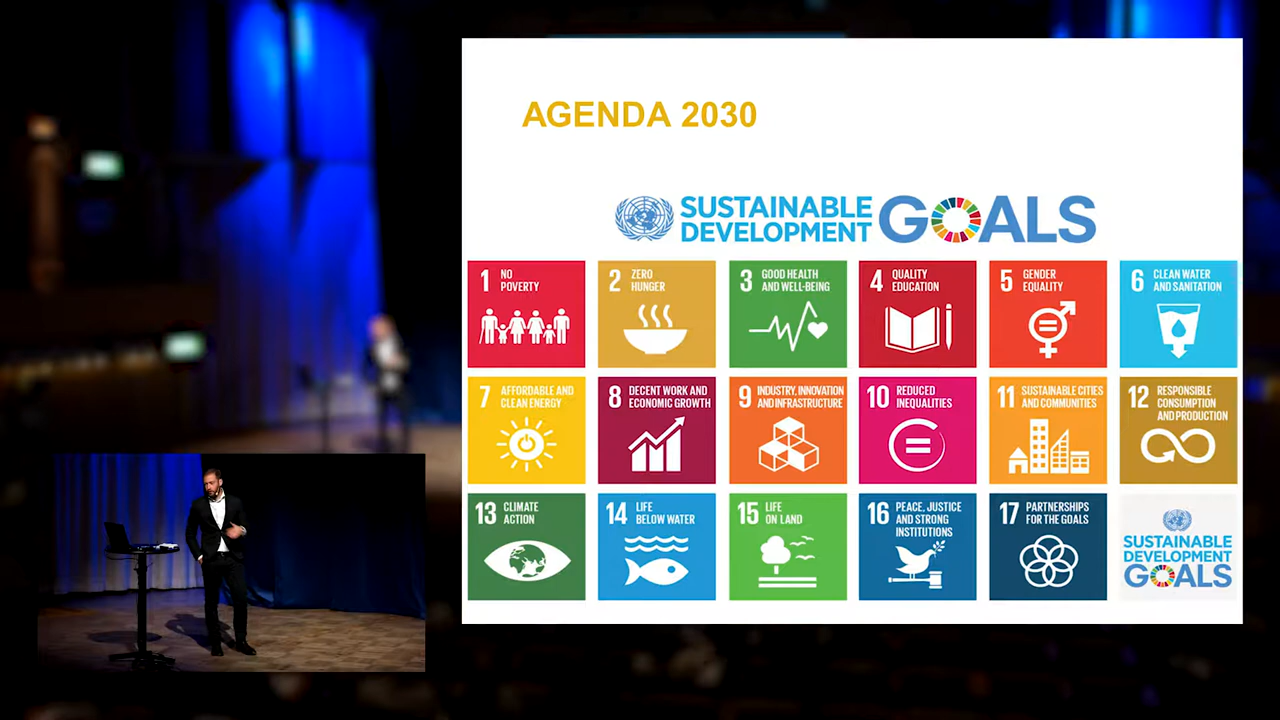 AGENDA 2030
SUSTAINABLE
DEVELOPMENT
GOALS
1 NO
POVERTY
2 ZERO
HUNGER
3 GOOD HEALTH
AND WELL-BEING
4 QUALITY
EDUCATION
5 GENDER
EQUALITY
6 CLEAN WATER
AND SANITATION
7 AFFORDABLE AND
CLEAN ENERGY
8 DECENT WORK AND
ECONOMIC GROWTH
9 INDUSTRY, INNOVATION
AND INFRASTRUCTURE
10 REDUCED
INEQUALITIES
11 SUSTAINABLE CITIES
AND COMMUNITIES
12 RESPONSIBLE
CONSUMPTION
AND PRODUCTION
13 CLIMATE
ACTION
14 LIFE
BELOW WATER
15 LIFE
ON LAND
16 PEACE, JUSTICE
AND STRONG
INSTITUTIONS
17 PARTNERSHIPS
FOR THE GOALS
SUSTAINABLE
DEVELOPMENT
GOALS